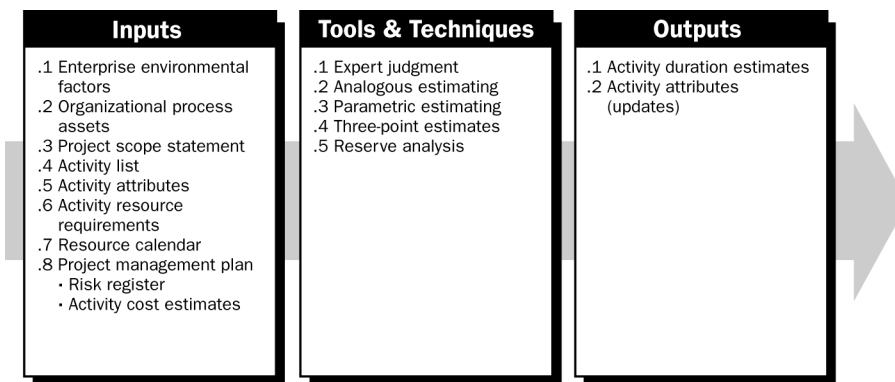 Inputs
.1 Enterprise environmental
factors
.2 Organizational process
assets
.3 Project scope statement
.4 Activity list
.5 Activity attributes
.6 Activity resource
requirements
.7 Resource calendar
.8 Project management plan
· Risk register
· Activity cost estimates
Tools & Techniques
.1 Expert judgment
.2 Analogous estimating
.3 Parametric estimating
.4 Three-point estimates
.5 Reserve analysis
Outputs
.1 Activity duration estimates
.2 Activity attributes
(updates)